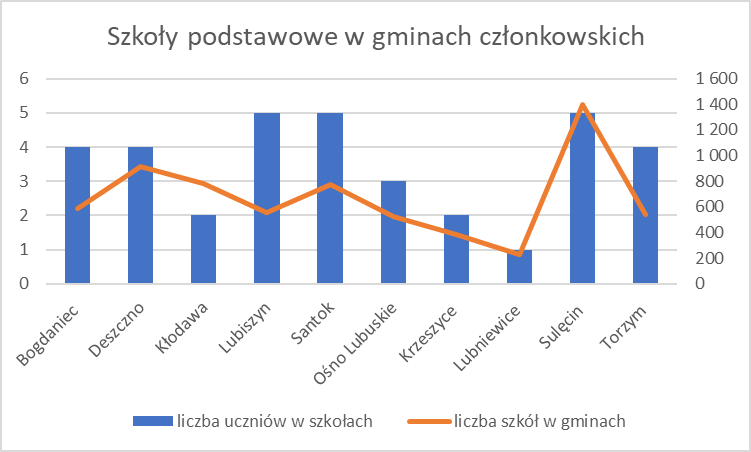 Szkoły podstawowe w gminach członkowskich
6
5
4
3
2
1
0
1 600
1 400
1 200
1 000
800
600
400
200
0
Bogdaniec
Deszczno
Kłodawa
Lubiszyn
Santok
Ośno Lubuskie
Krzeszyce
Lubniewice
Sulęcin
Torzym
liczba uczniów w szkołach
liczba szkół w gminach